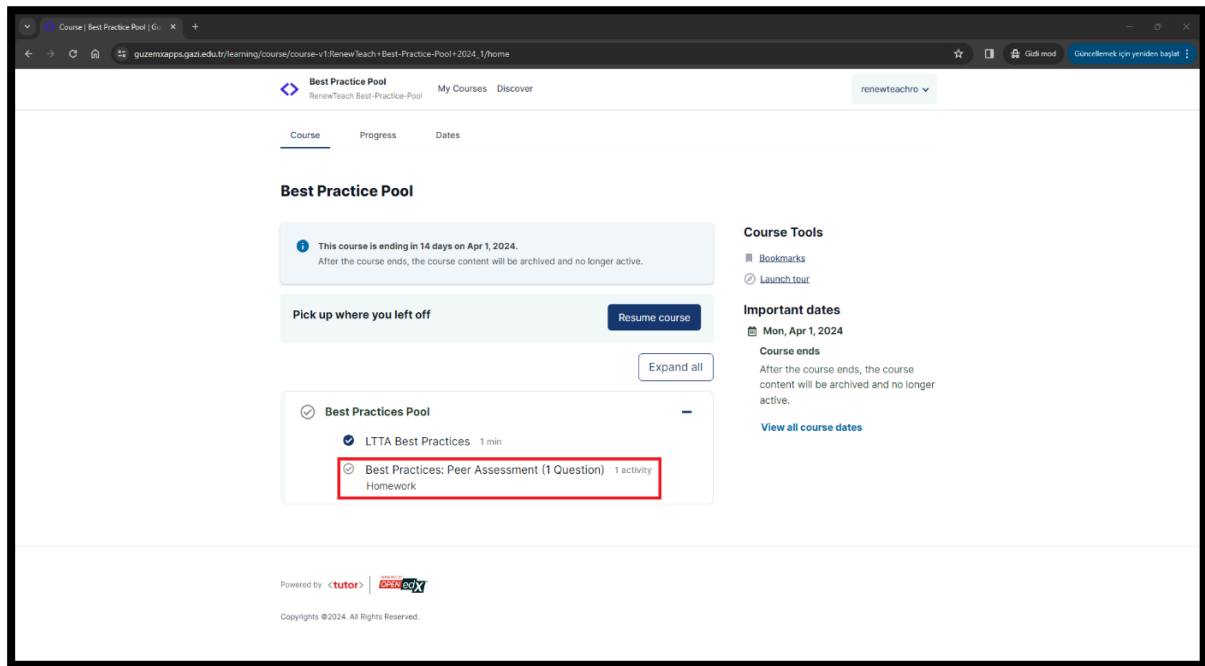 Course | Best Practice Pool | Gu
guzemxapps.gazi.edu.tr/learning/course/course-v1:RenewTeach+Best-Practice-Pool+2024_1/home
Gizli mod
Güncellemek için yeniden başlat
Best Practice Pool
RenewTeach Best-Practice-Pool
My Courses Discover
renewteachro
Course Progress Dates
Best Practice Pool
This course is ending in 14 days on Apr 1, 2024.
After the course ends, the course content will be archived and no longer active.
Pick up where you left off
Resume course
Expand all
Best Practices Pool
LTTA Best Practices 1 min
Best Practices: Peer Assessment (1 Question) 1 activity
Homework
Course Tools
Bookmarks
Launch tour
Important dates
Mon, Apr 1, 2024
Course ends
After the course ends, the course
content will be archived and no longer
active.
View all course dates
Powered by <tutor>
OPEN edX
Copyrights ©2024. All Rights Reserved.